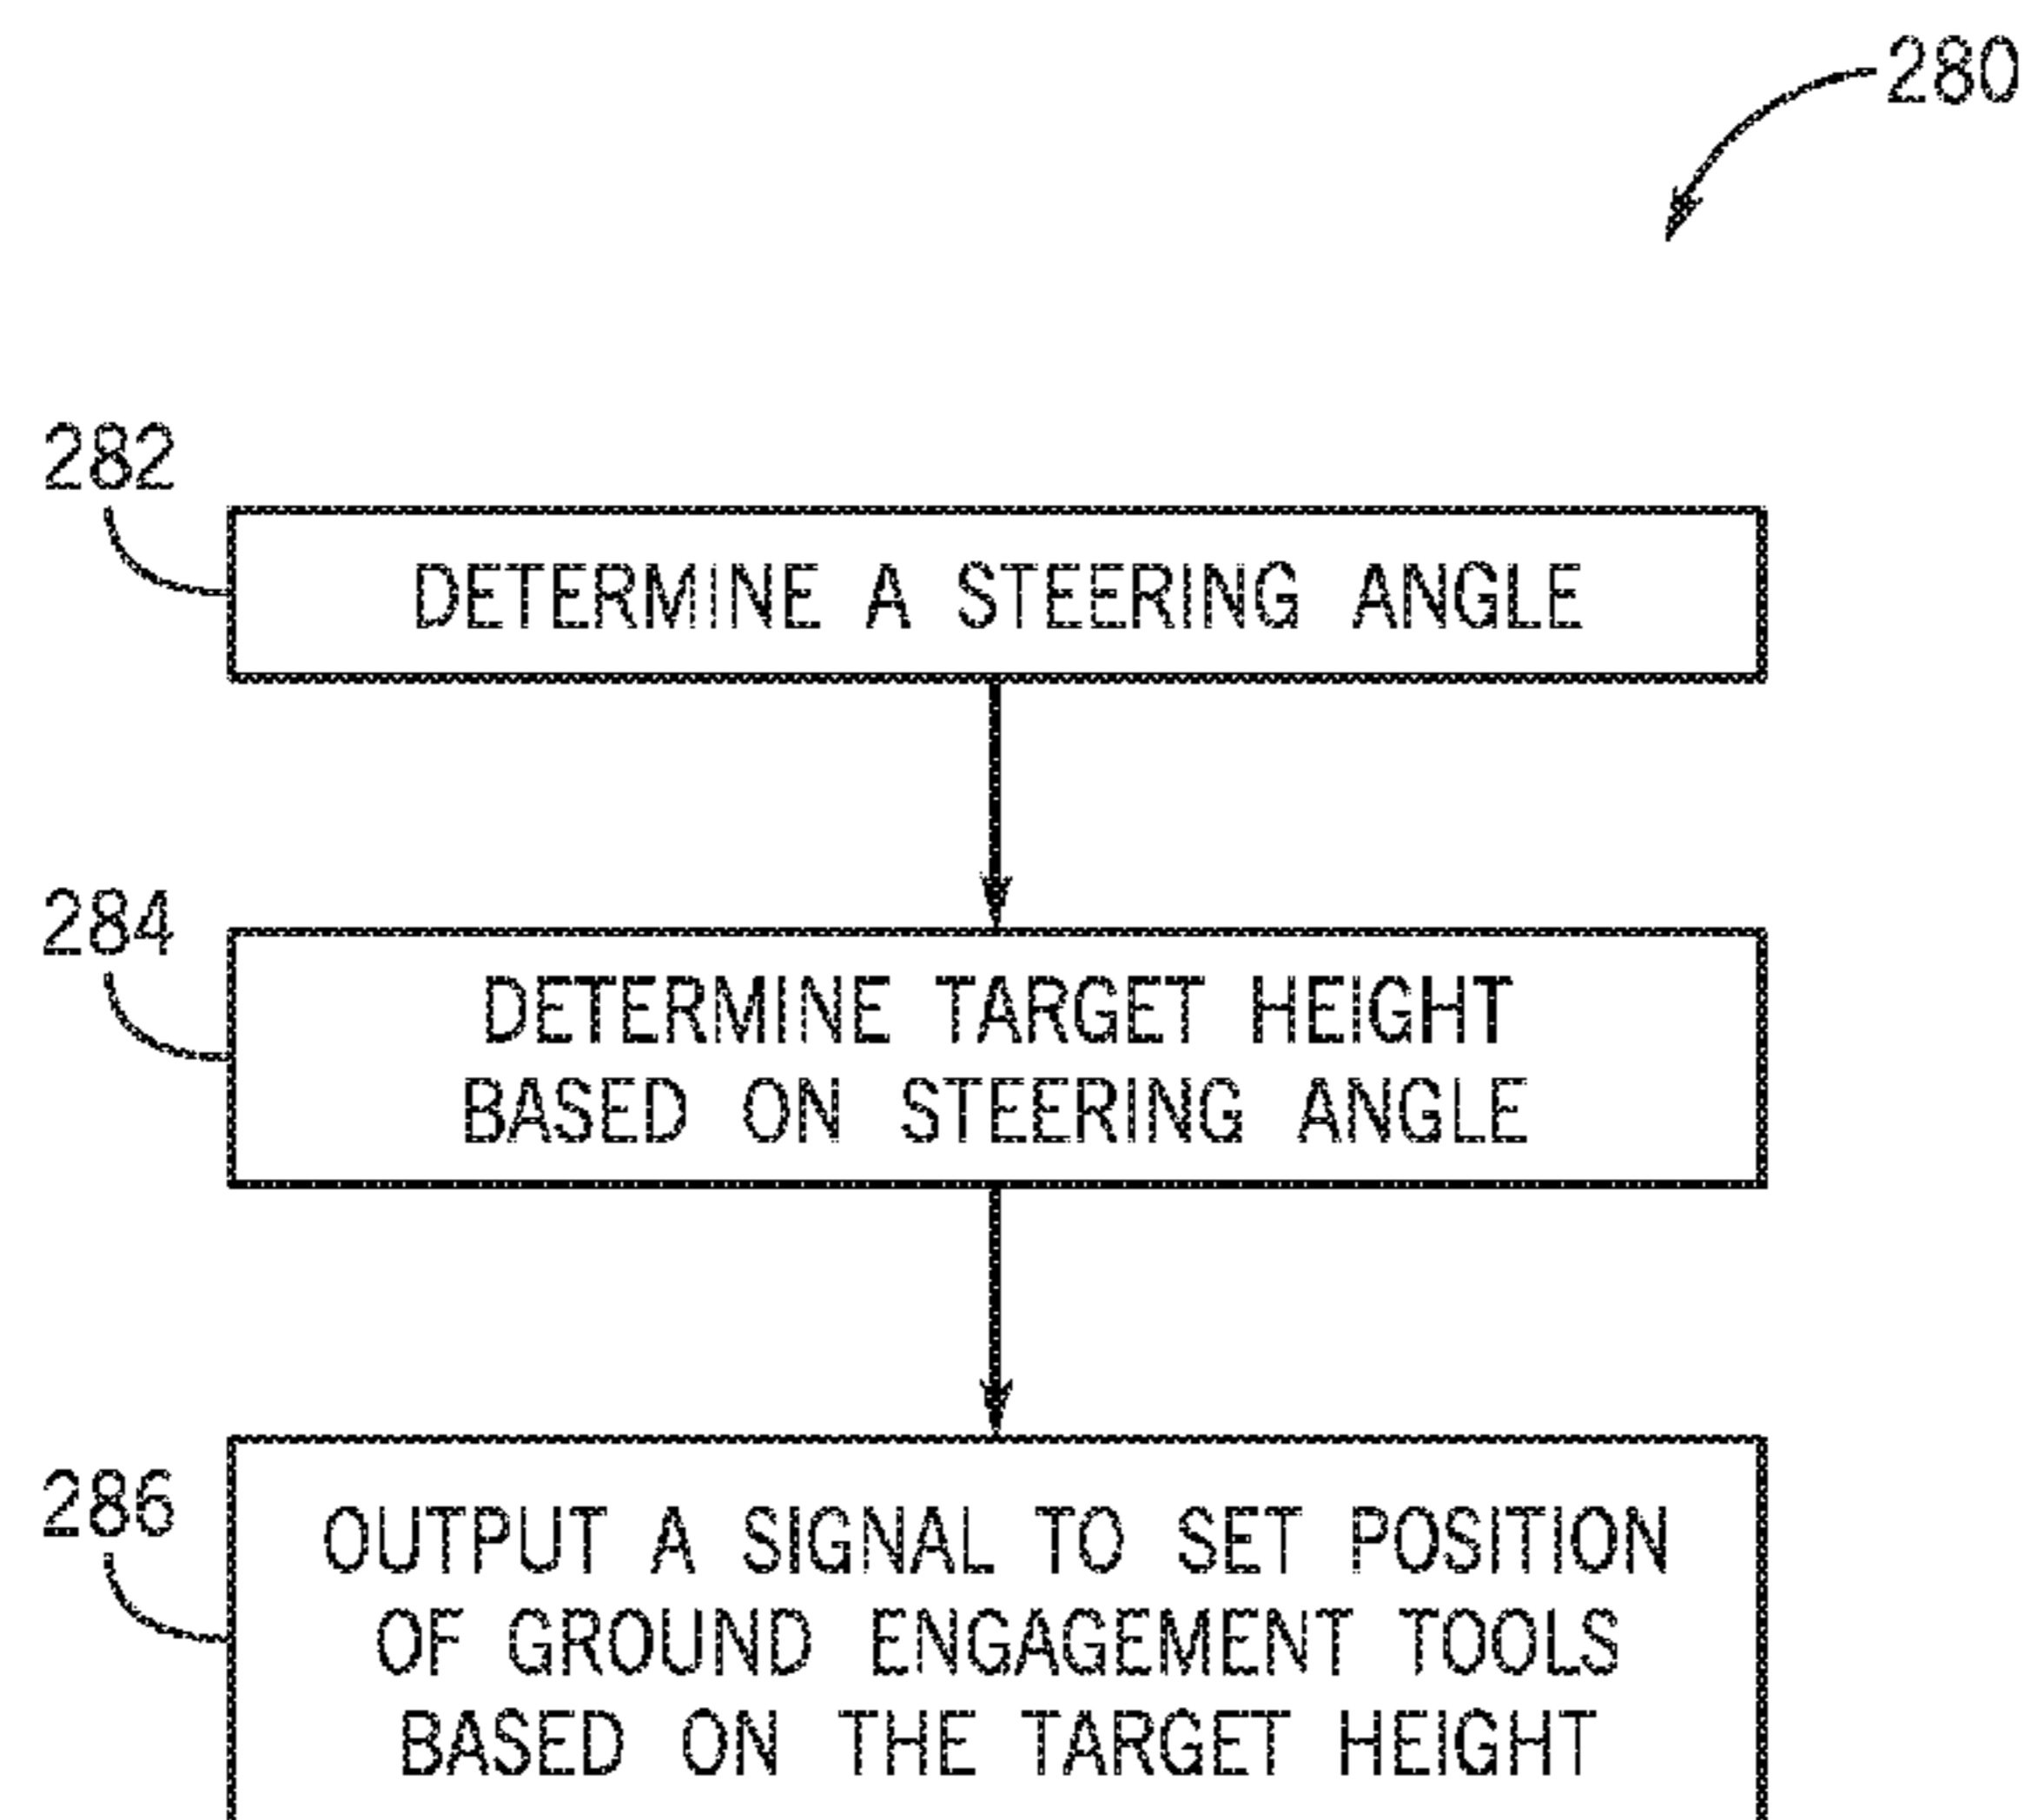 280
282
DETERMINE A STEERING ANGLE
284
DETERMINE TARGET HEIGHT
BASED ON STEERING ANGLE
286
OUTPUT A SIGNAL TO SET POSITION
OF GROUND ENGAGEMENT TOOLS
BASED ON THE TARGET HEIGHT